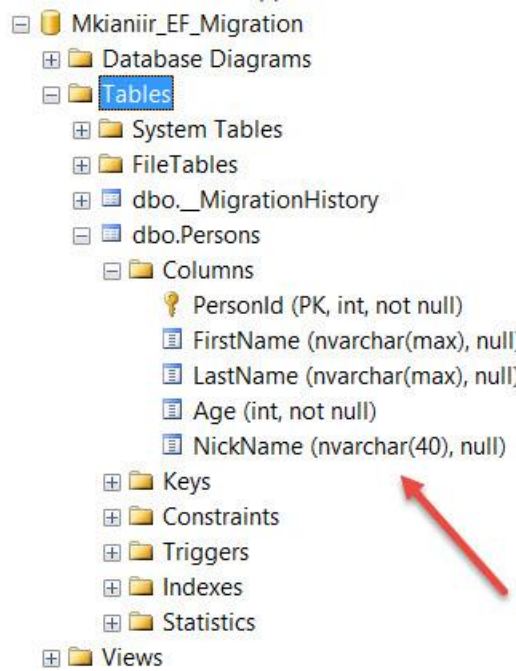 Mkianiir_EF_Migration
Database Diagrams
Tables
System Tables
FileTables
dbo.__MigrationHistory
dbo.Persons
Columns
PersonId (PK, int, not null)
FirstName (nvarchar(max), null)
LastName (nvarchar(max), null)
Age (int, not null)
NickName (nvarchar(40), null)
Keys
Constraints
Triggers
Indexes
Statistics
Views